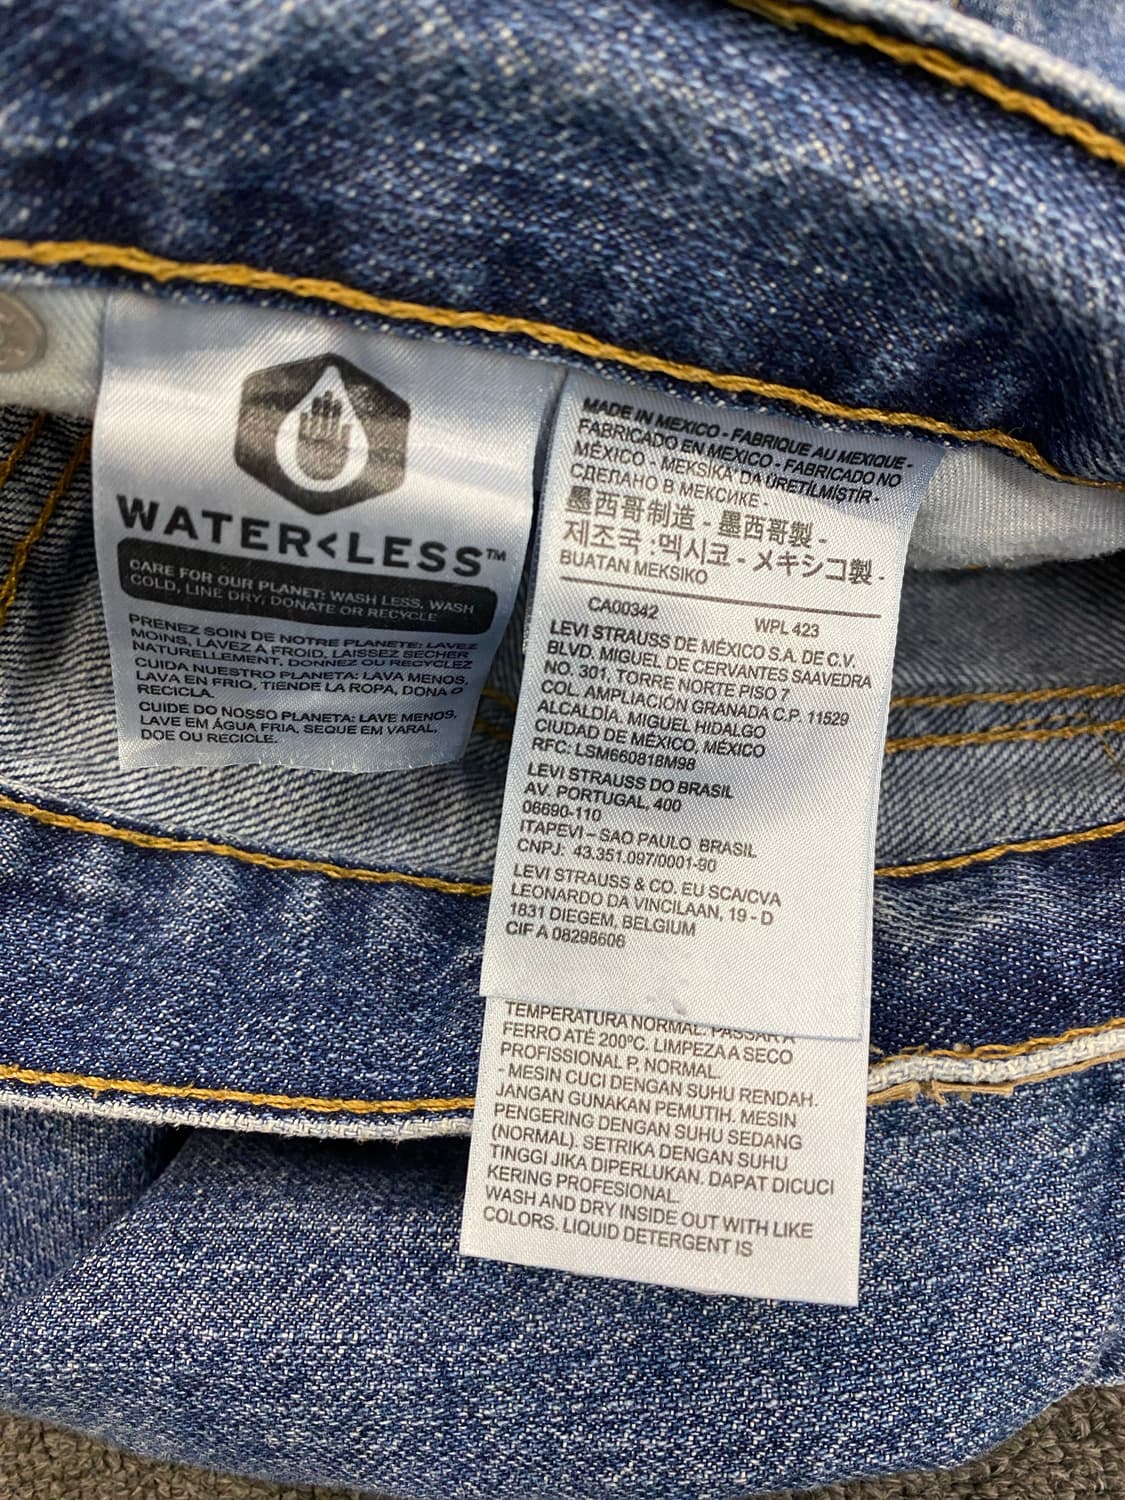 WATER<LESS™
CARE FOR OUR PLANET: WASH LESS, WASH
COLD, LINE DRY, DONATE OR RECYCLE
PRENEZ SOIN DE NOTRE PLANETE: LAVEZ
MOINS, LAVEZ A FROID, LAISSEZ SECHER
NATURELLEMENT, DONNEZ OU RECYCLEZ
CUIDA NUESTRO PLANETA: LAVA MENOS,
LAVA EN FRIO, TIENDE LA ROPA, DONA O
RECICLA.
CUIDE DO NOSSO PLANETA: LAVE MENOS,
LAVE EM ÁGUA FRIA, SEQUE EM VARAL,
DOE OU RECICLE.
MADE IN MEXICO - FABRIQUE AU MEXIQUE -
FABRICADO EN MEXICO - FABRICADO NO
MÉXICO - MEKSİKA' DA ÜRETİLMİŞTİR -
СДЕЛАНО В МЕКСИКЕ -
墨西哥制造 - 墨西哥製 -
제조국 :멕시코 - メキシコ製 -
BUATAN MEKSIKO
CA00342 WPL 423
LEVI STRAUSS DE MÉXICO S.A. DE C.V.
BLVD. MIGUEL DE CERVANTES SAAVEDRA
NO. 301, TORRE NORTE PISO 7
COL. AMPLIACIÓN GRANADA C.P. 11529
ALCALDÍA. MIGUEL HIDALGO
CIUDAD DE MÉXICO, MÉXICO
RFC: LSM660818M98
LEVI STRAUSS DO BRASIL
AV. PORTUGAL, 400
06690-110
ITAPEVI – SAO PAULO BRASIL
CNPJ: 43.351.097/0001-90
LEVI STRAUSS & CO. EU SCA/CVA
LEONARDO DA VINCILAAN, 19 - D
1831 DIEGEM, BELGIUM
CIF A 08298606
TEMPERATURA NORMAL. PASSAR A
FERRO ATÉ 200ºC. LIMPEZA A SECO
PROFISSIONAL P, NORMAL.
- MESIN CUCI DENGAN SUHU RENDAH.
JANGAN GUNAKAN PEMUTIH. MESIN
PENGERING DENGAN SUHU SEDANG
(NORMAL). SETRIKA DENGAN SUHU
TINGGI JIKA DIPERLUKAN. DAPAT DICUCI
KERING PROFESIONAL.
WASH AND DRY INSIDE OUT WITH LIKE
COLORS. LIQUID DETERGENT IS